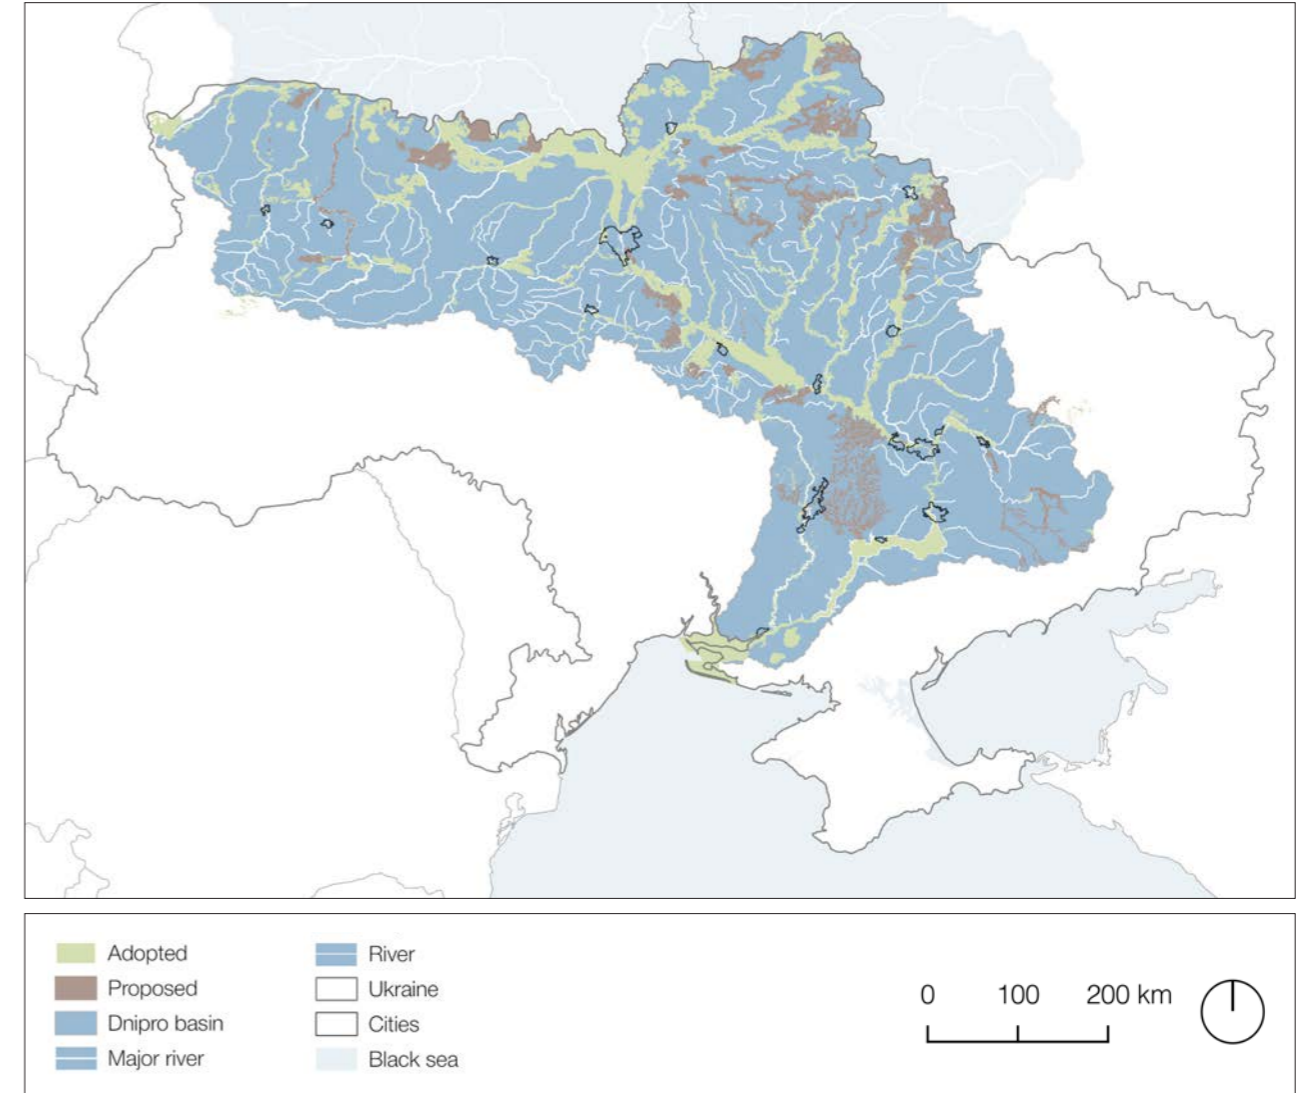 Adopted
Proposed
Dnipro basin
Major river
River
Ukraine
Cities
Black sea
0 100 200 km